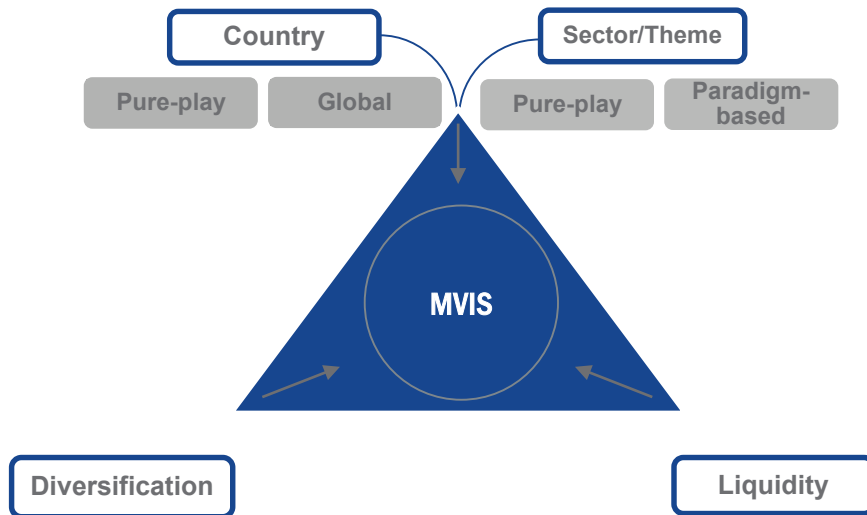 Country
Sector/Theme
Pure-play
Global
Pure-play
Paradigm-
based
MVIS
Diversification
Liquidity